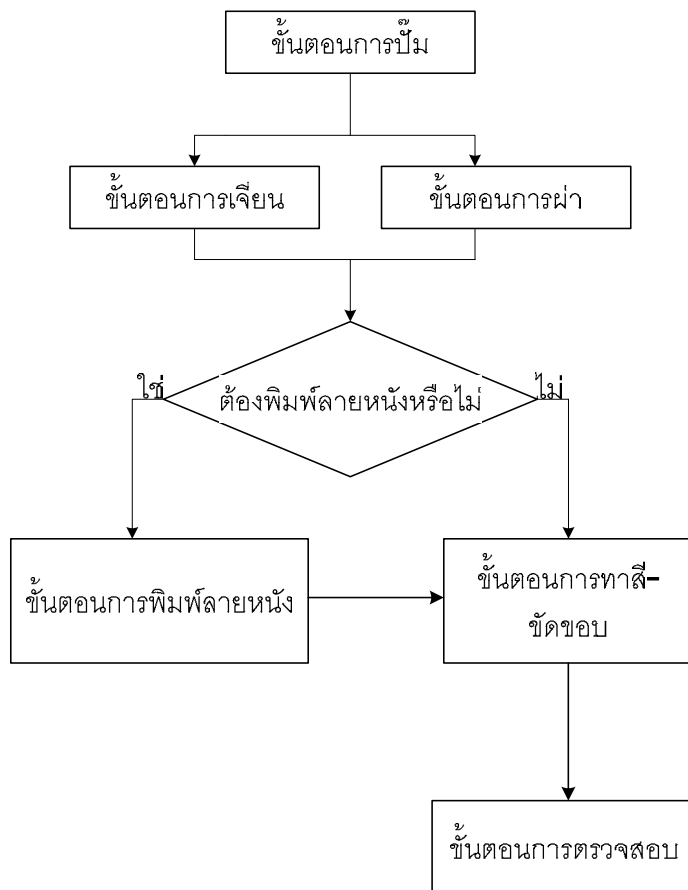 ขั้นตอนการปั๊ม
ขั้นตอนการเจียน
ขั้นตอนการผ่า
ใช่
ต้องพิมพ์ลายหนังหรือไม่
ไม่
ขั้นตอนการพิมพ์ลายหนัง
ขั้นตอนการทาสี-
ขัดขอบ
ขั้นตอนการตรวจสอบ